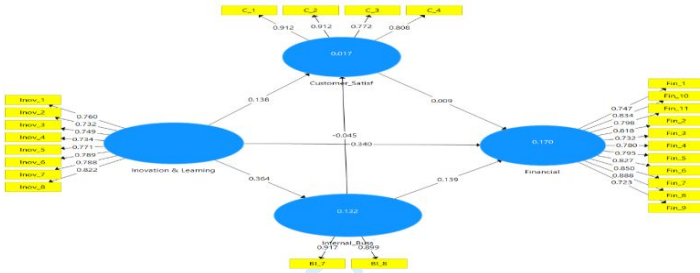 C_1
C_2
C_3
C_4
0.912
0.912
0.772
0.808
0.017
Customer_Satisf
Inov_1
Inov_2
Inov_3
Inov_4
Inov_5
Inov_6
Inov_7
Inov_8
0.760
0.732
0.749
0.734
0.771
0.789
0.788
0.822
Inovation & Learning
0.138
0.009
-0.045
0.340
0.364
0.139
0.170
Financial
Fin_1
Fin_10
Fin_11
Fin_2
Fin_3
Fin_4
Fin_5
Fin_6
Fin_7
Fin_8
Fin_9
0.747
0.834
0.798
0.818
0.732
0.780
0.795
0.827
0.850
0.886
0.723
0.132
Internal_Buss
0.917
0.899
BI_7
BI_8